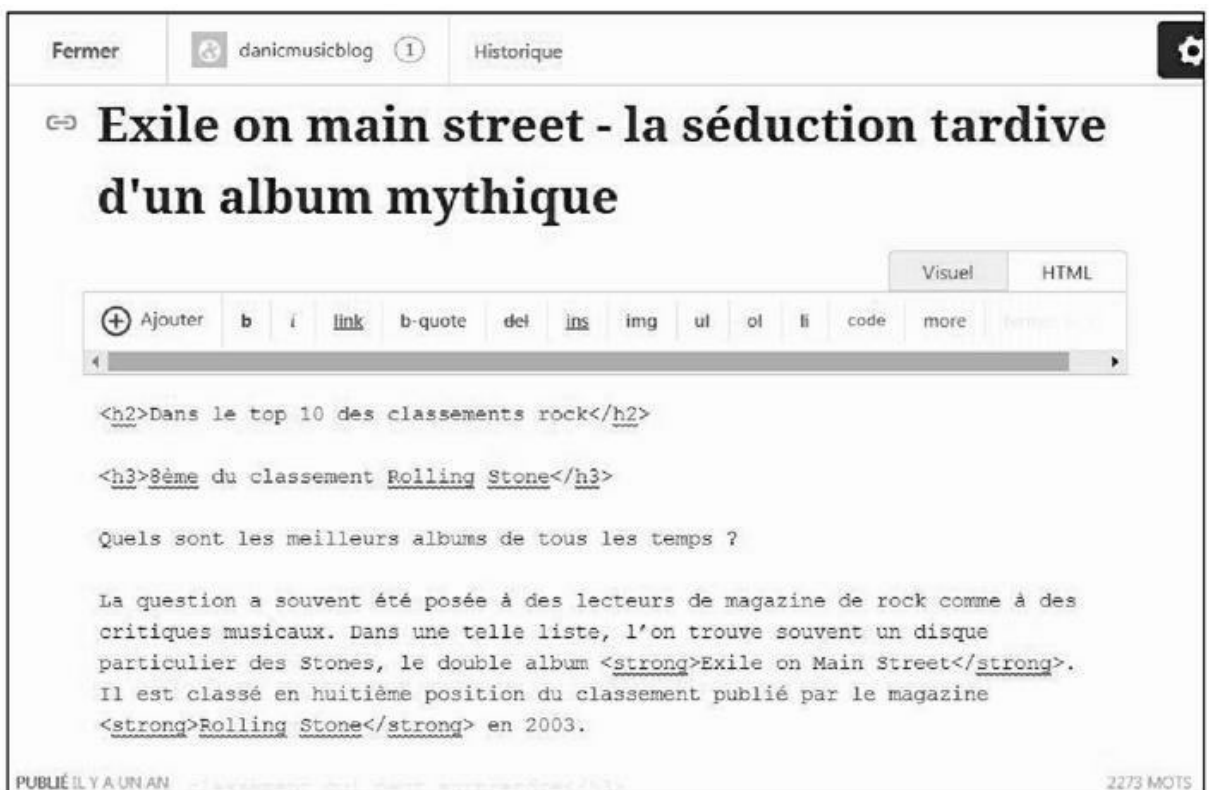 Fermer danicmusicblog 1 Historique
Exile on main street - la séduction tardive
d'un album mythique
Visuel HTML
Ajouter b i link b-quote del ins img ul ol li code more
<h2>Dans le top 10 des classements rock</h2>
<h3>8ème du classement Rolling Stone</h3>
Quels sont les meilleurs albums de tous les temps ?
La question a souvent été posée à des lecteurs de magazine de rock comme à des
critiques musicaux. Dans une telle liste, l'on trouve souvent un disque
particulier des Stones, le double album <strong>Exile on Main Street</strong>.
Il est classé en huitième position du classement publié par le magazine
<strong>Rolling Stone</strong> en 2003.
PUBLIÉ IL Y A UN AN 2273 MOTS